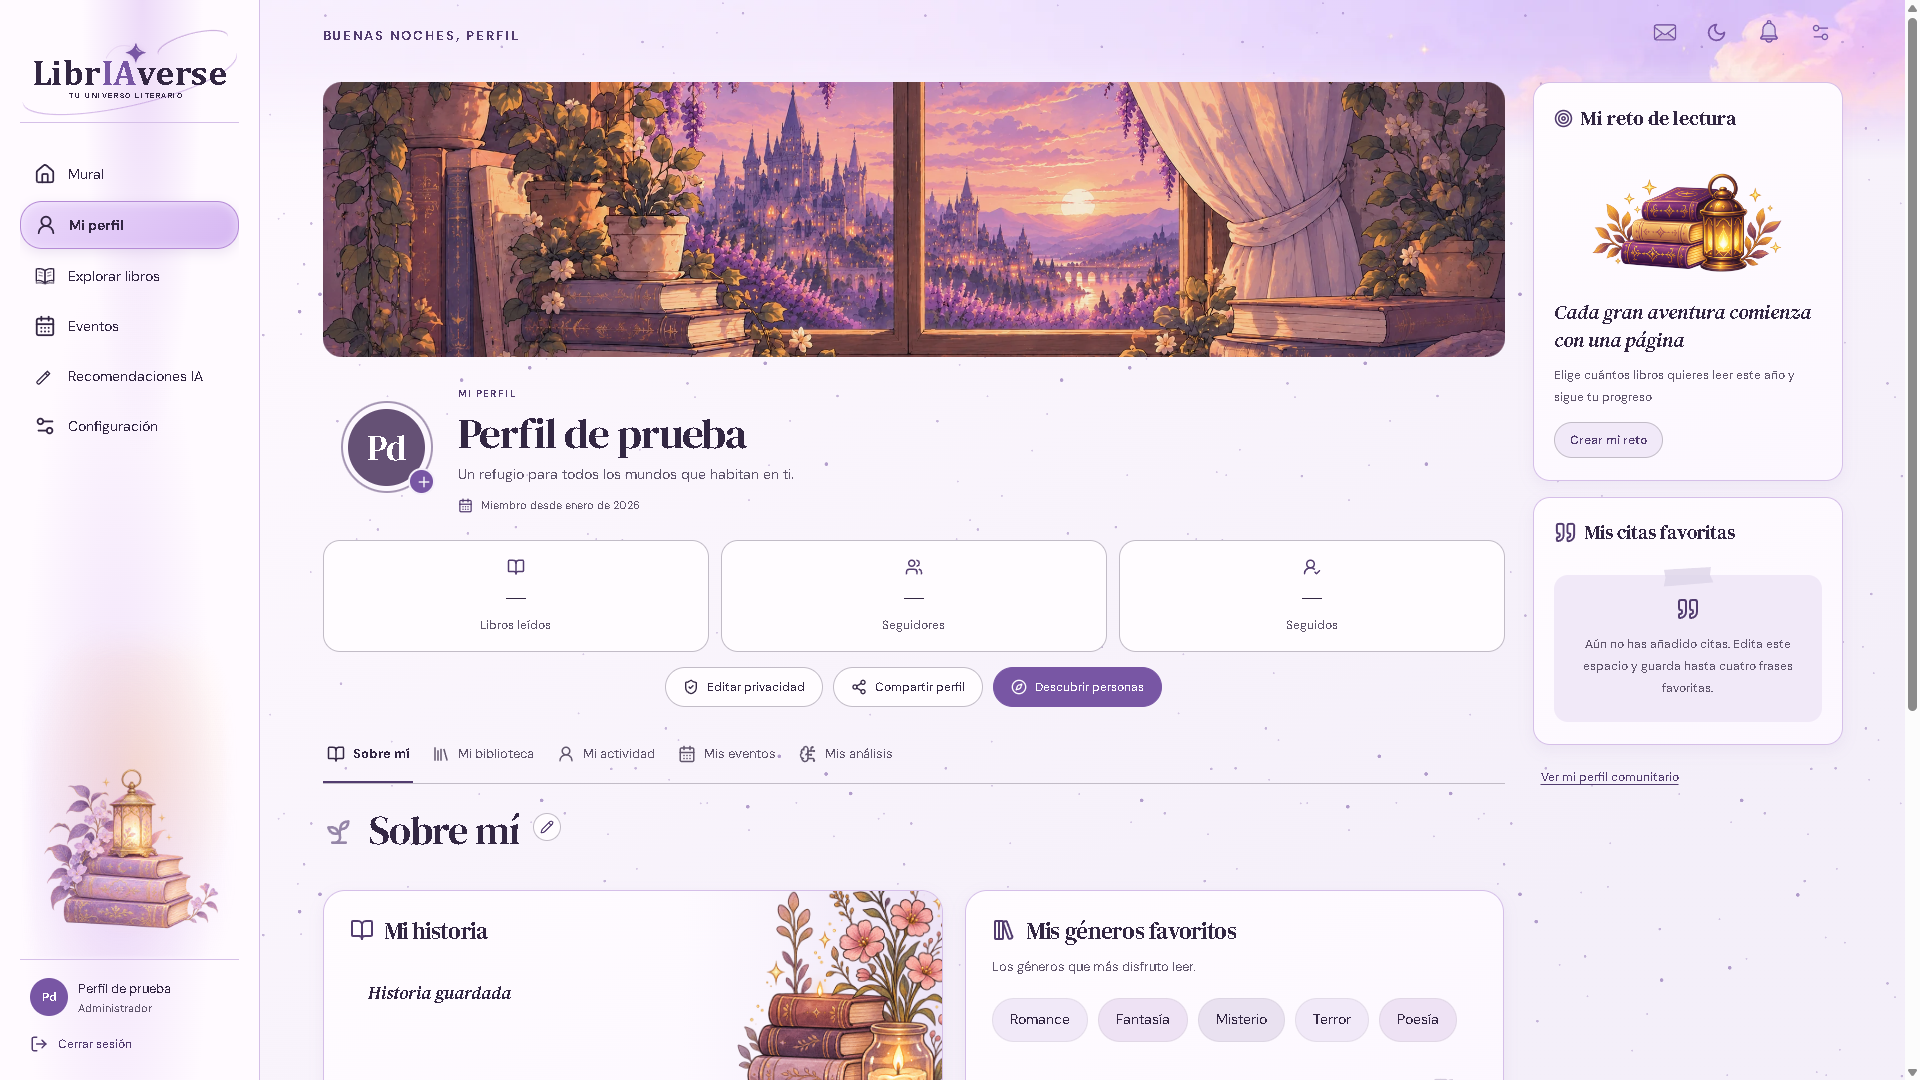 LibrIAverse
TU UNIVERSO LITERARIO
Mural
Mi perfil
Explorar libros
Eventos
Recomendaciones IA
Configuración
Pd
Perfil de prueba
Administrador
Cerrar sesión
BUENAS NOCHES, PERFIL
MI PERFIL
Pd
Perfil de prueba
Un refugio para todos los mundos que habitan en ti.
Miembro desde enero de 2026
—
Libros leídos
—
Seguidores
—
Seguidos
Editar privacidad
Compartir perfil
Descubrir personas
Sobre mí
Mi biblioteca
Mi actividad
Mis eventos
Mis análisis
Sobre mí
Mi historia
Historia guardada
Mis géneros favoritos
Los géneros que más disfruto leer.
Romance
Fantasía
Misterio
Terror
Poesía
Mi reto de lectura
Cada gran aventura comienza
con una página
Elige cuántos libros quieres leer este año y
sigue tu progreso
Crear mi reto
Mis citas favoritas
Aún no has añadido citas. Edita este
espacio y guarda hasta cuatro frases
favoritas.
Ver mi perfil comunitario